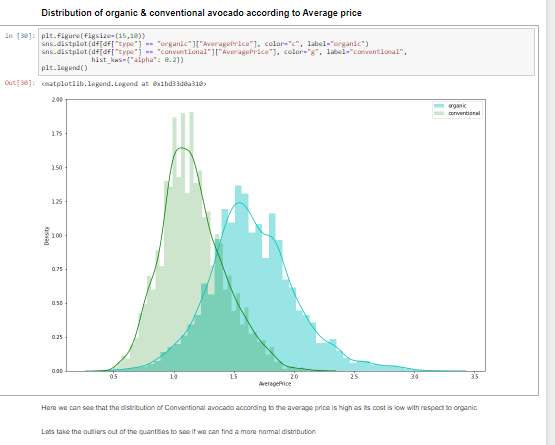 Distribution of organic & conventional avocado according to Average price
In [30]: plt.figure(figsize=(15,10))
sns.distplot(df[df["type"] == "organic"]["AveragePrice"], color="c", label="organic")
sns.distplot(df[df["type"] == "conventional"]["AveragePrice"], color="g", label="conventional",
hist_kws={"alpha": 0.2})
plt.legend()
Out[30]: <matplotlib.legend.Legend at 0x1bd33d0a310>
organic
conventional
2.00
1.75
1.50
1.25
1.00
0.75
0.50
0.25
0.00
Density
0.5 1.0 1.5 2.0 2.5 3.0 3.5
AveragePrice
Here we can see that the distribution of Conventional avocado according to the average price is high as its cost is low with respect to organic
Lets take the outliers out of the quantities to see if we can find a more normal distribution